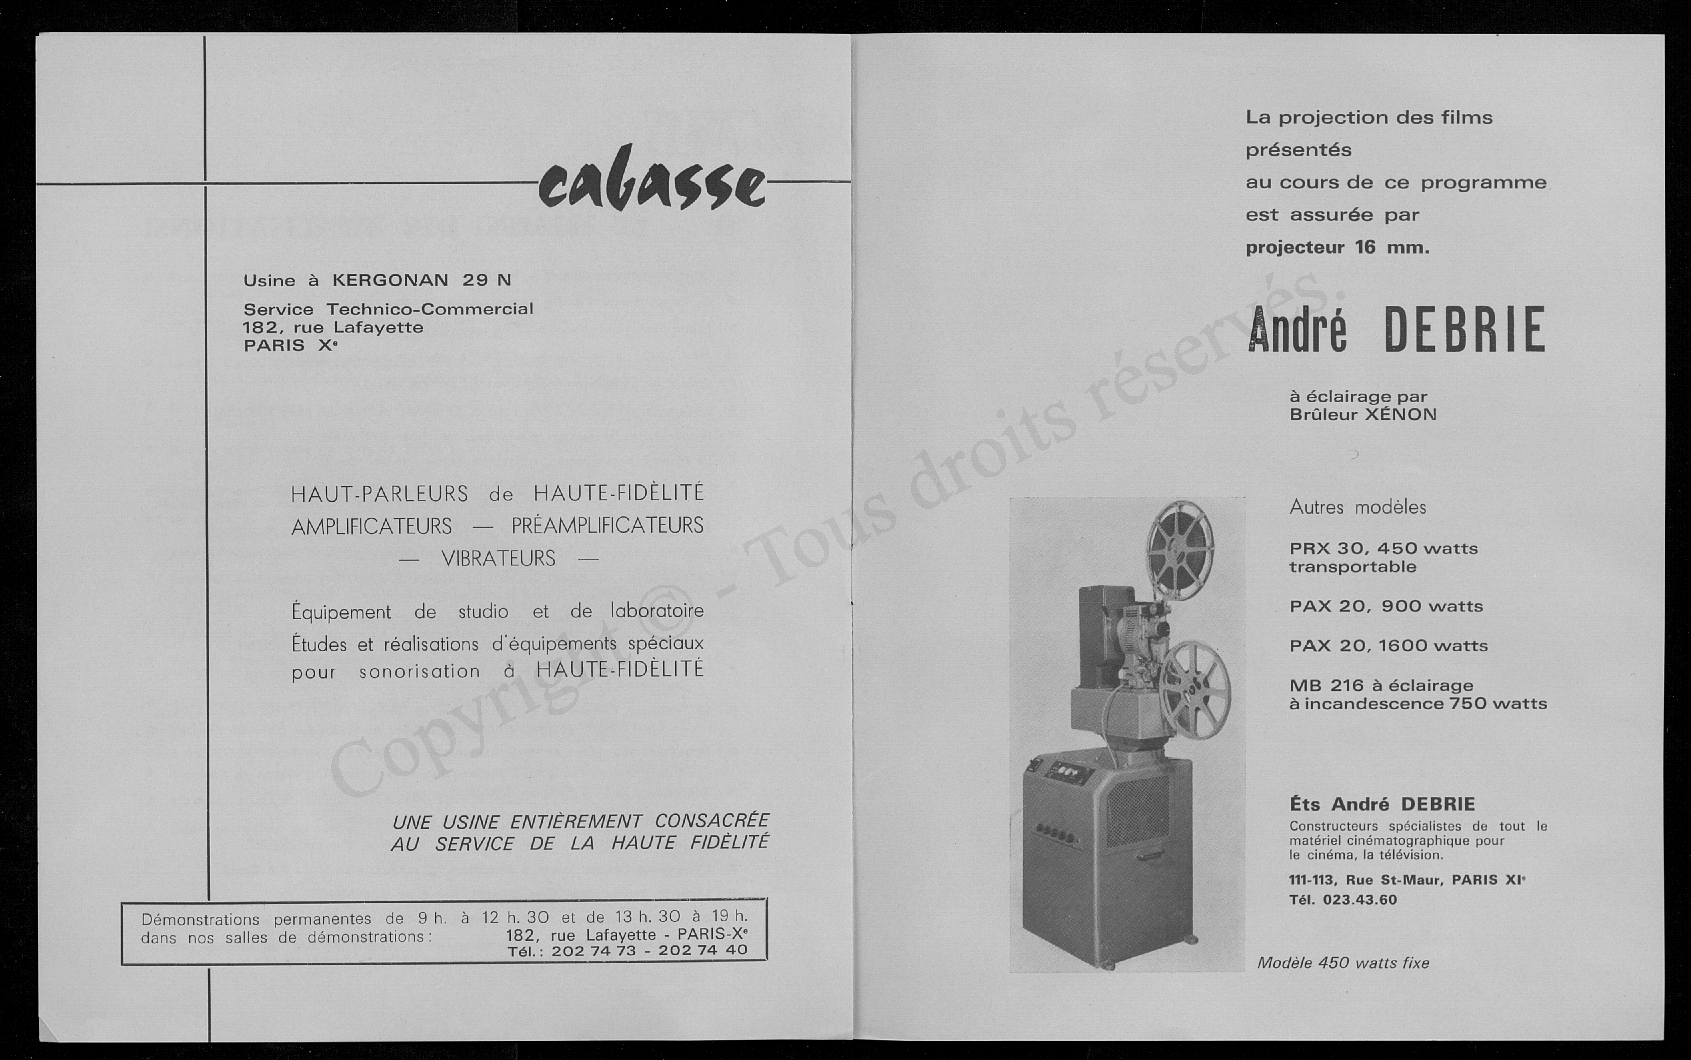 cabasse
Usine à KERGONAN 29 N
Service Technico-Commercial
182, rue Lafayette
PARIS Xe
HAUT-PARLEURS de HAUTE-FIDÈLITÉ
AMPLIFICATEURS — PRÉAMPLIFICATEURS
— VIBRATEURS —
Équipement de studio et de laboratoire
Études et réalisations d'équipements spéciaux
pour sonorisation à HAUTE-FIDÈLITÉ
UNE USINE ENTIÈREMENT CONSACRÉE
AU SERVICE DE LA HAUTE FIDÈLITÉ
Démonstrations permanentes de 9 h. à 12 h. 30 et de 13 h. 30 à 19 h.
dans nos salles de démonstrations : 182, rue Lafayette - PARIS-Xe
Tél. : 202 74 73 - 202 74 40
La projection des films
présentés
au cours de ce programme
est assurée par
projecteur 16 mm.
André DEBRIE
à éclairage par
Brûleur XÉNON
Autres modèles
PRX 30, 450 watts
transportable
PAX 20, 900 watts
PAX 20, 1600 watts
MB 216 à éclairage
à incandescence 750 watts
Éts André DEBRIE
Constructeurs spécialistes de tout le
matériel cinématographique pour
le cinéma, la télévision.
111-113, Rue St-Maur, PARIS XIe
Tél. 023.43.60
Modèle 450 watts fixe
Copyright © - Tous droits réservés.